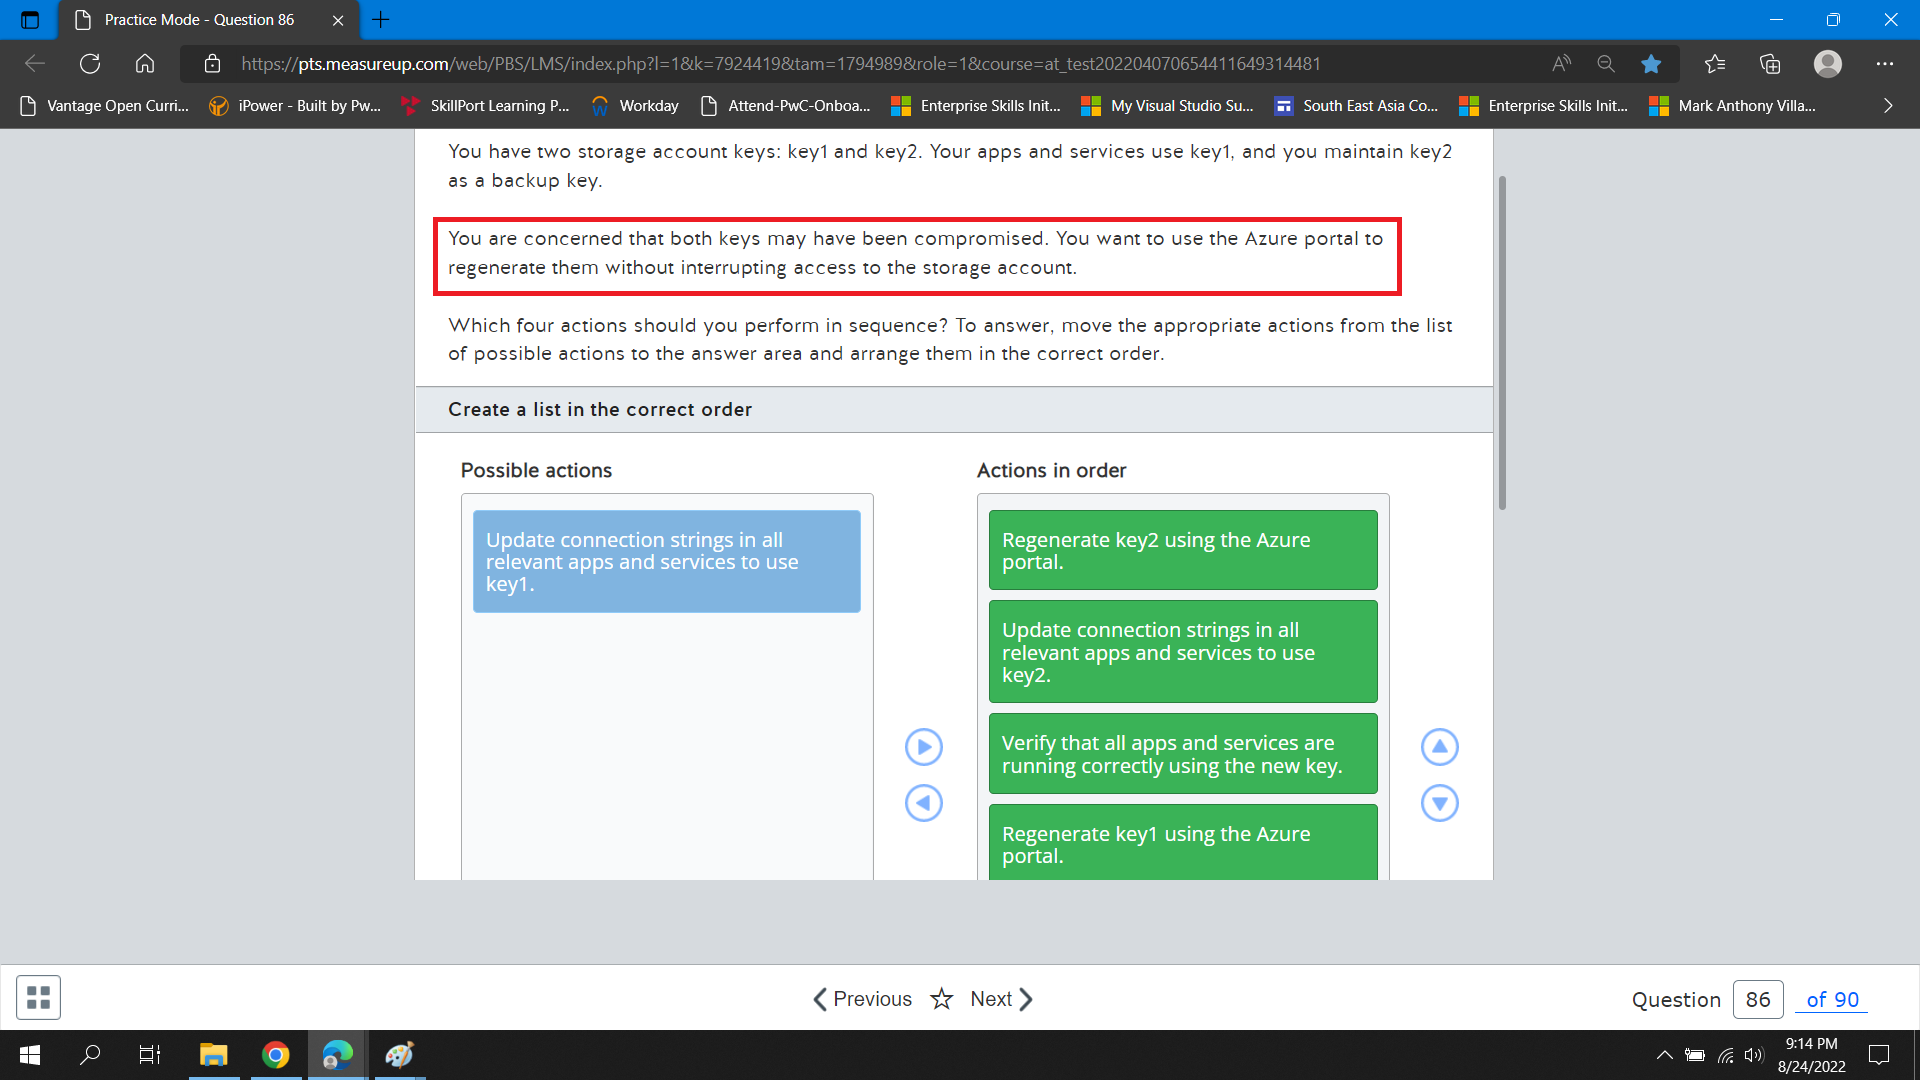 Practice Mode - Question 86
https://pts.measureup.com/web/PBS/LMS/index.php?l=1&k=7924419&tam=1794989&role=1&course=at_test20220407065441164931​4481
Vantage Open Curri... iPower - Built by Pw... SkillPort Learning P... Workday Attend-PwC-Onboa... Enterprise Skills Init... My Visual Studio Su... South East Asia Co... Enterprise Skills Init... Mark Anthony Villa...
You have two storage account keys: key1 and key2. Your apps and services use key1, and you maintain key2
as a backup key.
You are concerned that both keys may have been compromised. You want to use the Azure portal to
regenerate them without interrupting access to the storage account.
Which four actions should you perform in sequence? To answer, move the appropriate actions from the list
of possible actions to the answer area and arrange them in the correct order.
Create a list in the correct order
Possible actions
Update connection strings in all
relevant apps and services to use
key1.
Actions in order
Regenerate key2 using the Azure
portal.
Update connection strings in all
relevant apps and services to use
key2.
Verify that all apps and services are
running correctly using the new key.
Regenerate key1 using the Azure
portal.
Previous Next
Question 86 of 90
9:14 PM
8/24/2022